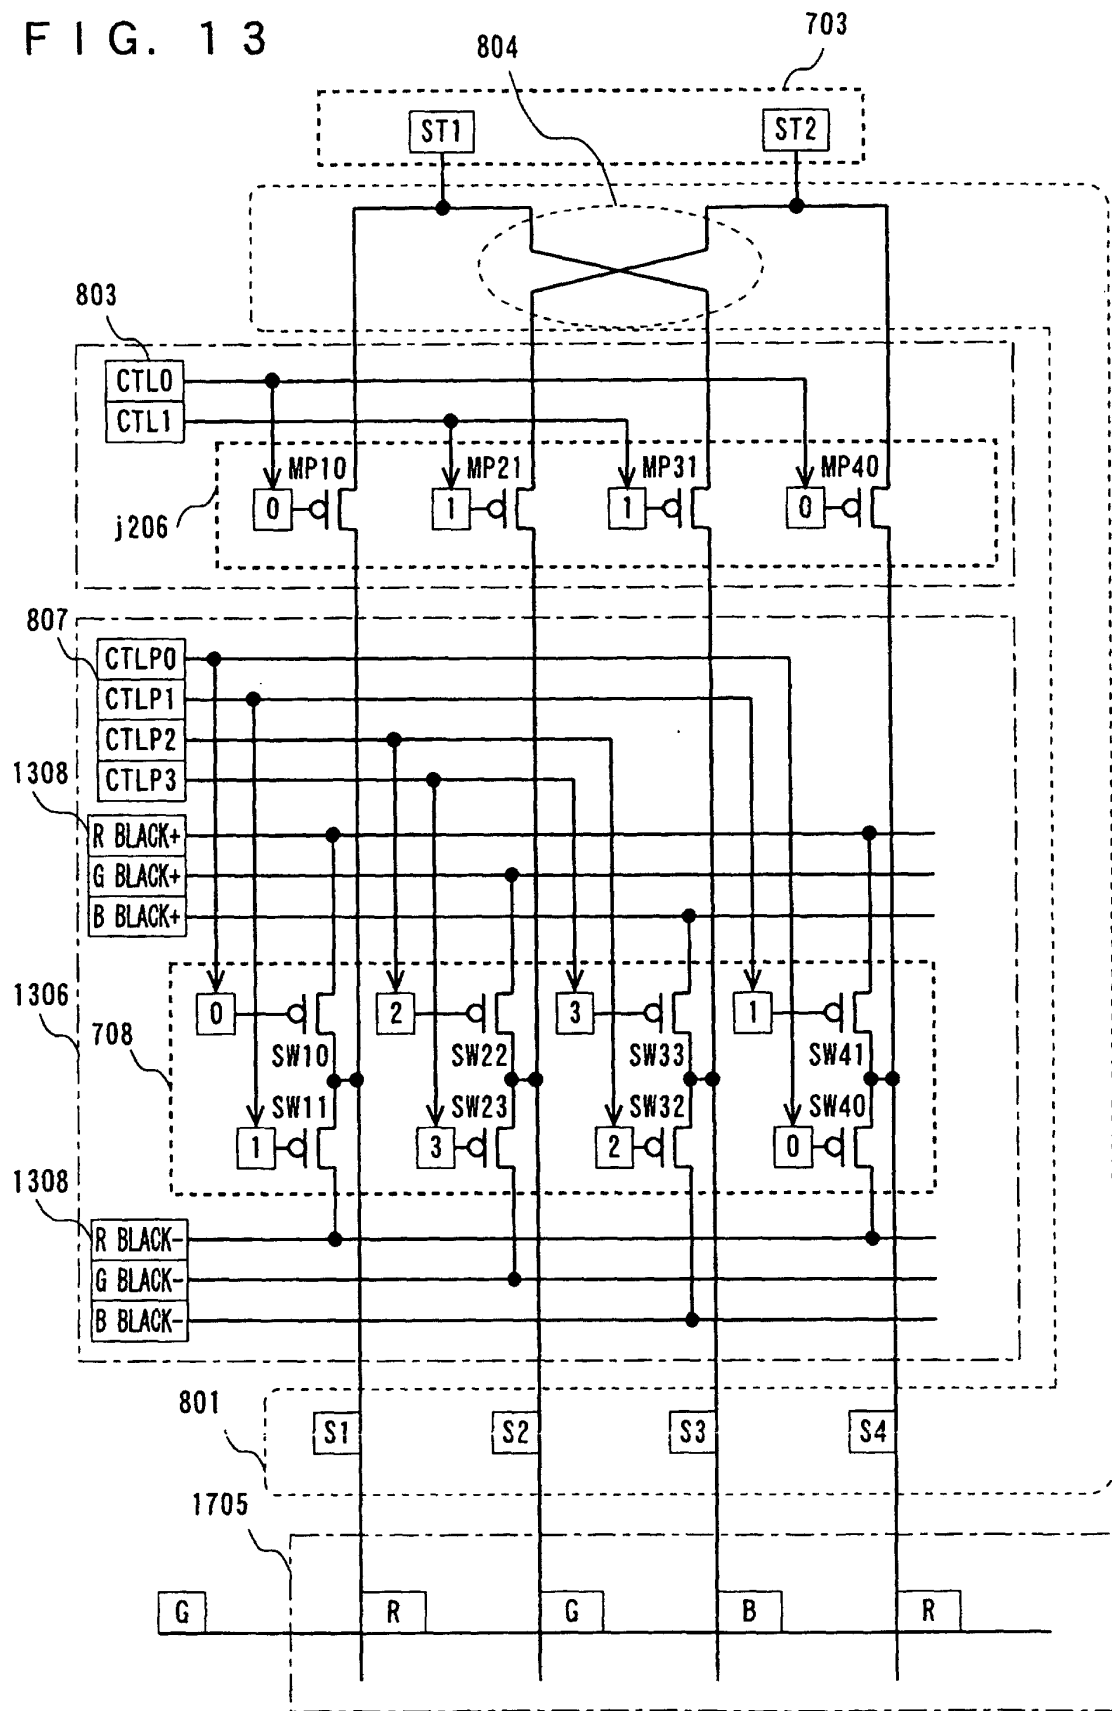 FIG. 13
703
804
ST1 ST2
803
CTL0
CTL1
MP10 MP21 MP31 MP40
0 1 1 0
j206
807
CTLP0
CTLP1
CTLP2
CTLP3
1308
R BLACK+
G BLACK+
B BLACK+
1306
0 2 3 1
708
SW10 SW22 SW33 SW41
SW11 SW23 SW32 SW40
1 3 2 0
1308
R BLACK-
G BLACK-
B BLACK-
801
S1 S2 S3 S4
1705
G R G B R